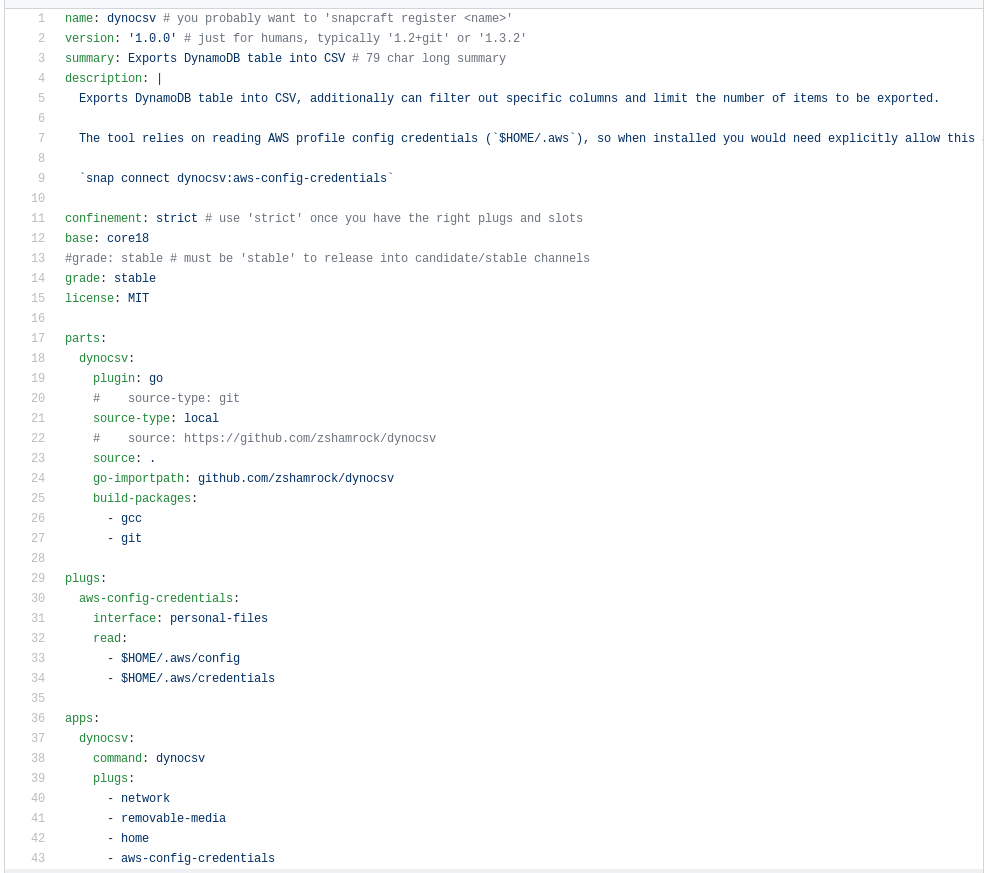 1 name: dynocsv # you probably want to 'snapcraft register <name>'
2 version: '1.0.0' # just for humans, typically '1.2+git' or '1.3.2'
3 summary: Exports DynamoDB table into CSV # 79 char long summary
4 description: |
5   Exports DynamoDB table into CSV, additionally can filter out specific columns and limit the number of items to be exported.
6
7   The tool relies on reading AWS profile config credentials (`$HOME/.aws`), so when installed you would need explicitly allow this
8
9   `snap connect dynocsv:aws-config-credentials`
10
11 confinement: strict # use 'strict' once you have the right plugs and slots
12 base: core18
13 #grade: stable # must be 'stable' to release into candidate/stable channels
14 grade: stable
15 license: MIT
16
17 parts:
18   dynocsv:
19     plugin: go
20     #    source-type: git
21     source-type: local
22     #    source: https://github.com/zshamrock/dynocsv
23     source: .
24     go-importpath: github.com/zshamrock/dynocsv
25     build-packages:
26       - gcc
27       - git
28
29 plugs:
30   aws-config-credentials:
31     interface: personal-files
32     read:
33       - $HOME/.aws/config
34       - $HOME/.aws/credentials
35
36 apps:
37   dynocsv:
38     command: dynocsv
39     plugs:
40       - network
41       - removable-media
42       - home
43       - aws-config-credentials